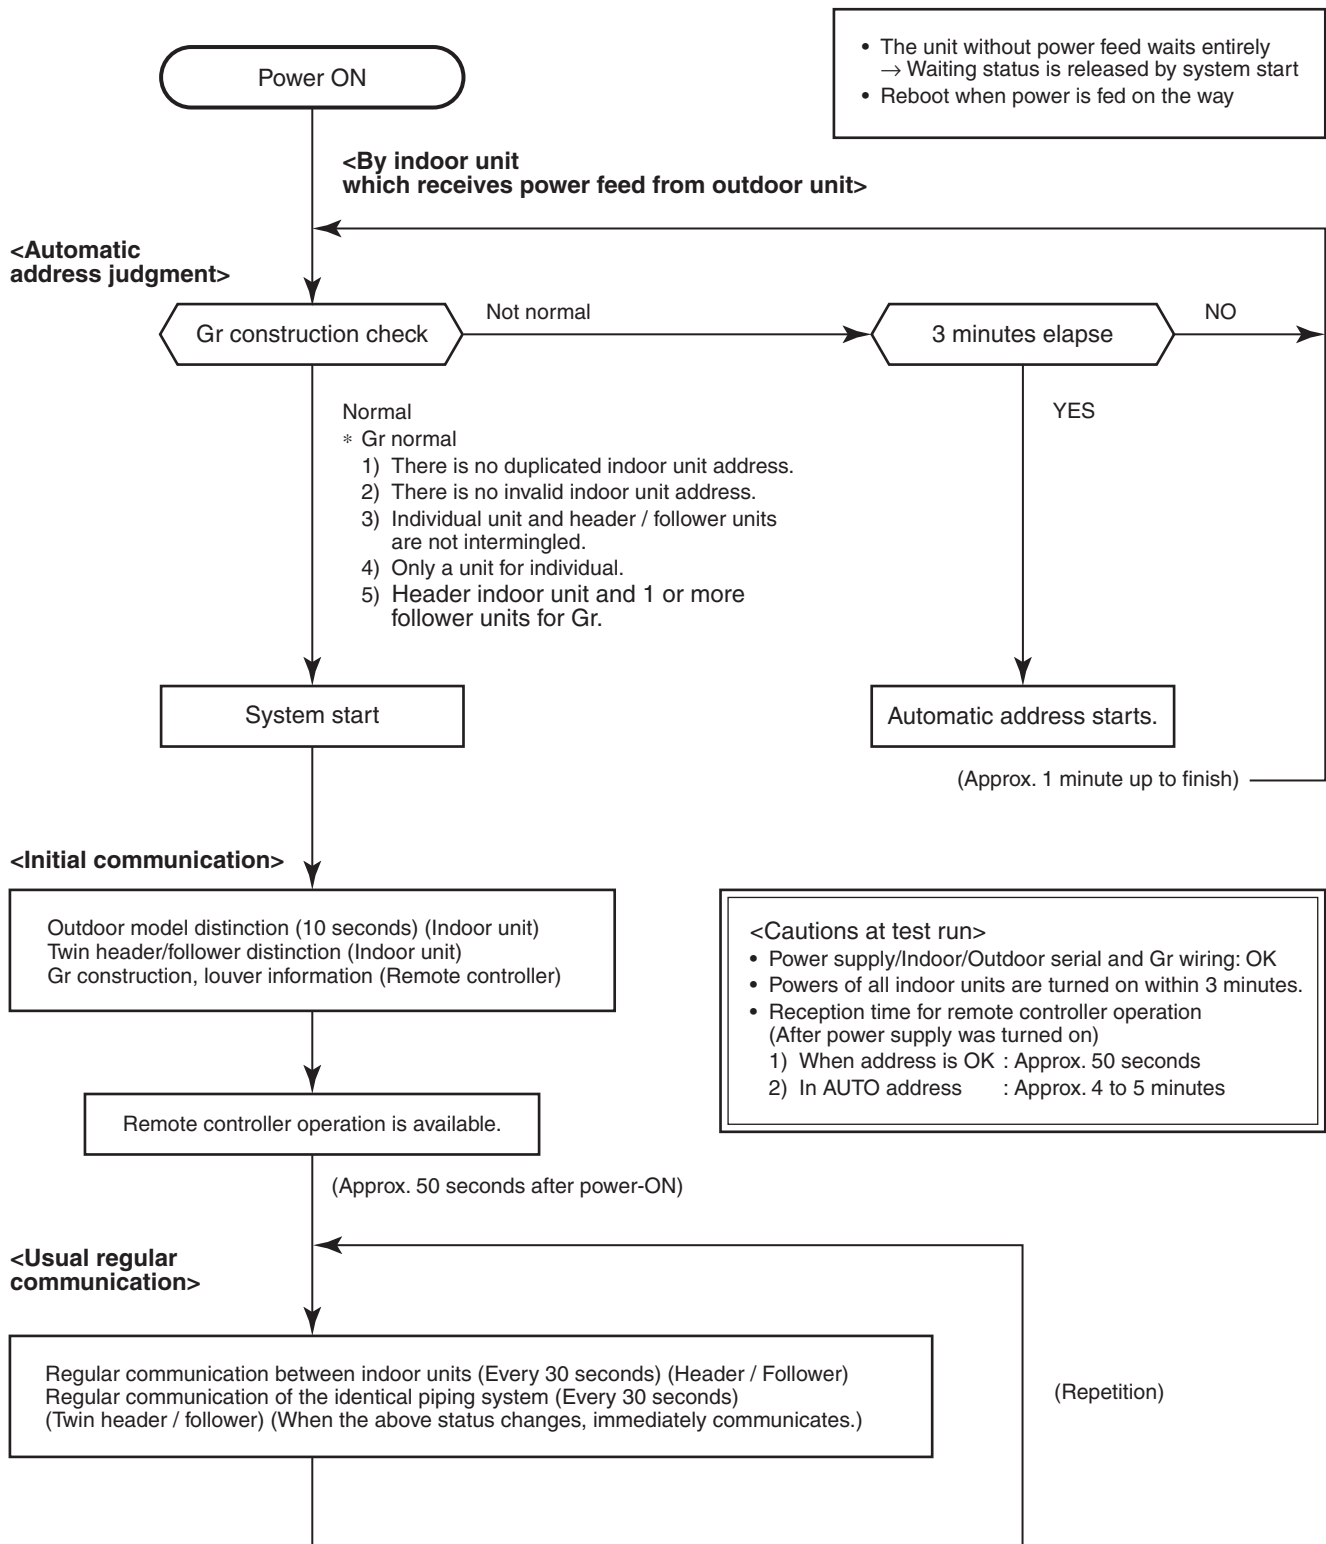 • The unit without power feed waits entirely
→ Waiting status is released by system start
• Reboot when power is fed on the way
Power ON
<By indoor unit
which receives power feed from outdoor unit>
<Automatic
address judgment>
Gr construction check
Not normal
3 minutes elapse
NO
YES
Normal
* Gr normal
1) There is no duplicated indoor unit address.
2) There is no invalid indoor unit address.
3) Individual unit and header / follower units
are not intermingled.
4) Only a unit for individual.
5) Header indoor unit and 1 or more
follower units for Gr.
System start
Automatic address starts.
(Approx. 1 minute up to finish)
<Initial communication>
Outdoor model distinction (10 seconds) (Indoor unit)
Twin header/follower distinction (Indoor unit)
Gr construction, louver information (Remote controller)
<Cautions at test run>
• Power supply/Indoor/Outdoor serial and Gr wiring: OK
• Powers of all indoor units are turned on within 3 minutes.
• Reception time for remote controller operation
(After power supply was turned on)
1) When address is OK : Approx. 50 seconds
2) In AUTO address : Approx. 4 to 5 minutes
Remote controller operation is available.
(Approx. 50 seconds after power-ON)
<Usual regular
communication>
Regular communication between indoor units (Every 30 seconds) (Header / Follower)
Regular communication of the identical piping system (Every 30 seconds)
(Twin header / follower) (When the above status changes, immediately communicates.)
(Repetition)